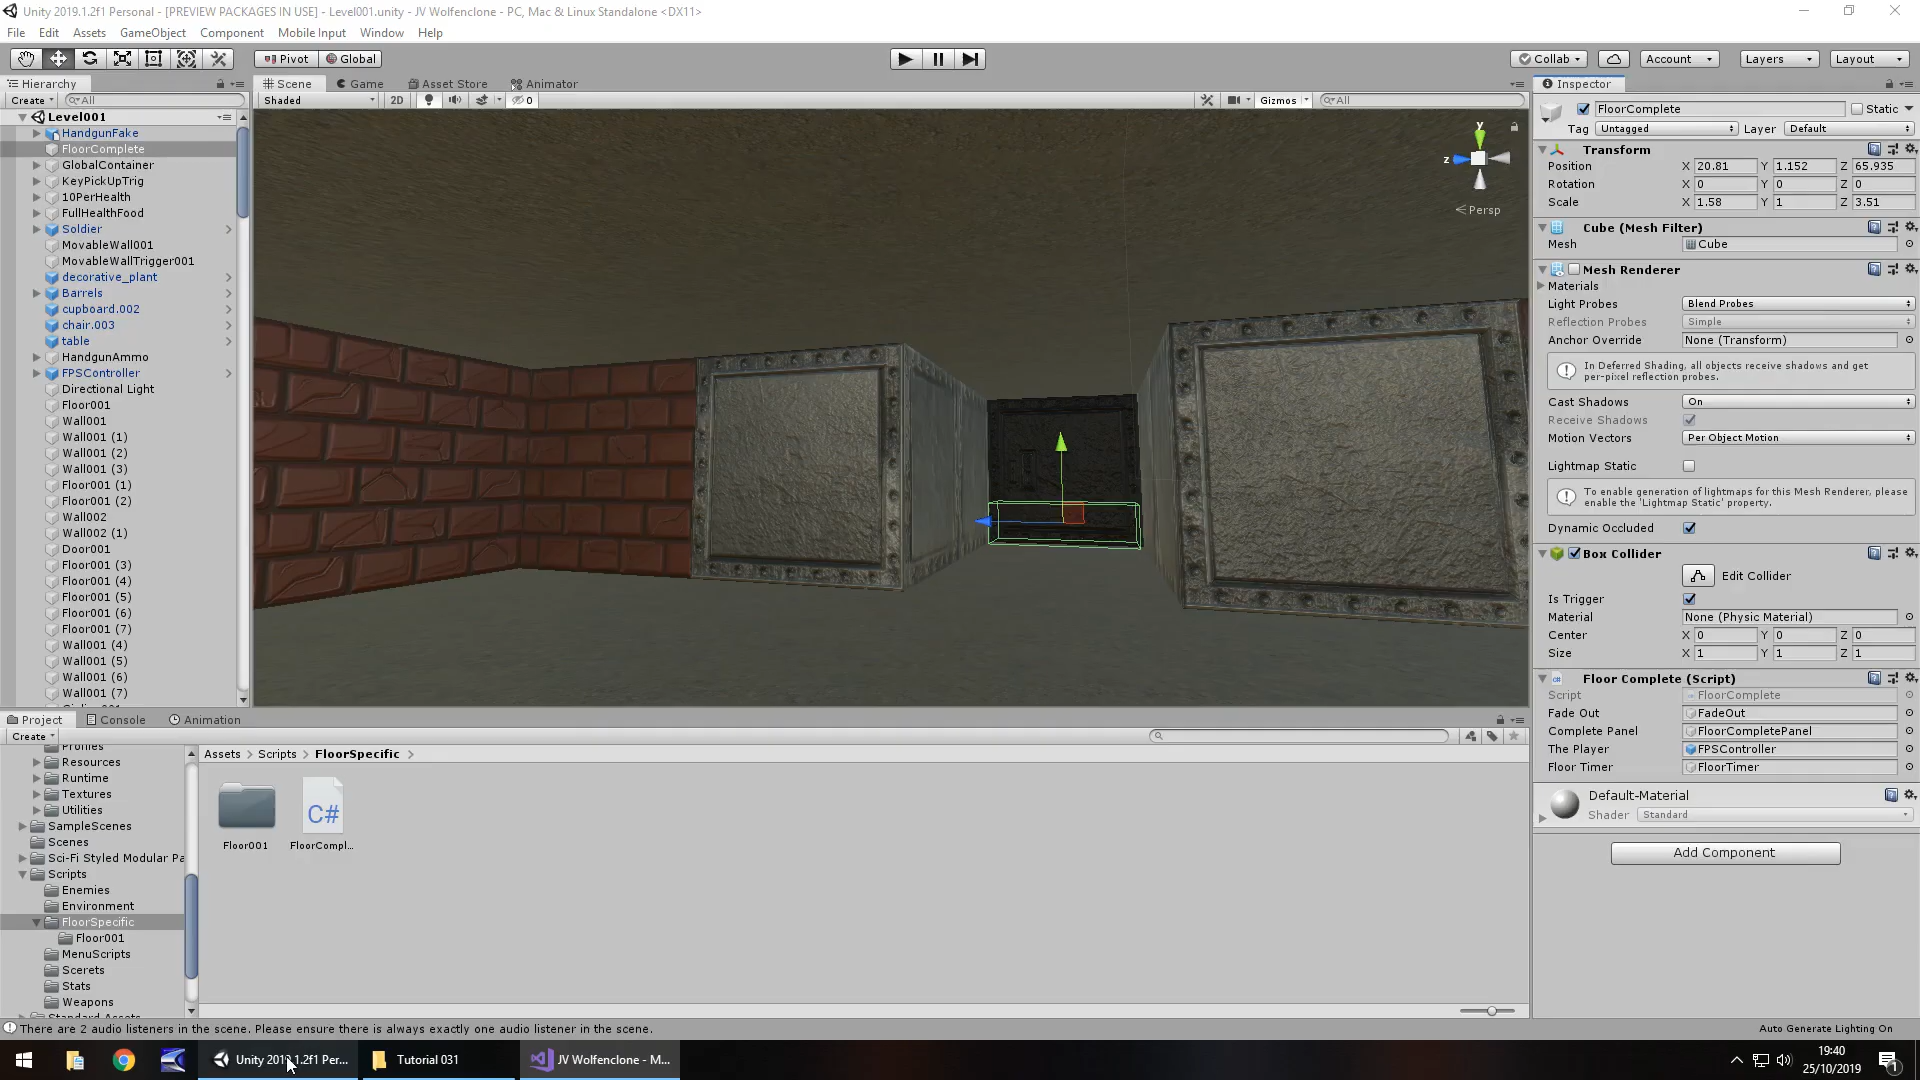 Unity 2019.1.2f1 Personal - [PREVIEW PACKAGES IN USE] - Level001.unity - JV Wolfenclone - PC, Mac & Linux Standalone <DX11>
File Edit Assets GameObject Component Mobile Input Window Help
Pivot Global Collab Account Layers Layout
Hierarchy Scene Game Asset Store Animator Inspector
Create All Shaded 2D 0 Gizmos All
Level001
HandgunFake
FloorComplete
GlobalContainer
KeyPickUpTrig
10PerHealth
FullHealthFood
Soldier
MovableWall001
MovableWallTrigger001
decorative_plant
Barrels
cupboard.002
chair.003
table
HandgunAmmo
FPSController
Directional Light
Floor001
Wall001
Wall001 (1)
Wall001 (2)
Wall001 (3)
Floor001 (1)
Floor001 (2)
Wall002
Wall002 (1)
Door001
Floor001 (3)
Floor001 (4)
Floor001 (5)
Floor001 (6)
Floor001 (7)
Wall001 (4)
Wall001 (5)
Wall001 (6)
Wall001 (7)
y
z
Persp
FloorComplete Static
Tag Untagged Layer Default
Transform
Position X 20.81 Y 1.152 Z 65.935
Rotation X 0 Y 0 Z 0
Scale X 1.58 Y 1 Z 3.51
Cube (Mesh Filter)
Mesh Cube
Mesh Renderer
Materials
Light Probes Blend Probes
Reflection Probes Simple
Anchor Override None (Transform)
In Deferred Shading, all objects receive shadows and get
per-pixel reflection probes.
Cast Shadows On
Receive Shadows
Motion Vectors Per Object Motion
Lightmap Static
To enable generation of lightmaps for this Mesh Renderer, please
enable the 'Lightmap Static' property.
Dynamic Occluded
Box Collider
Edit Collider
Is Trigger
Material None (Physic Material)
Center X 0 Y 0 Z 0
Size X 1 Y 1 Z 1
Floor Complete (Script)
Script FloorComplete
Fade Out FadeOut
Complete Panel FloorCompletePanel
The Player FPSController
Floor Timer FloorTimer
Default-Material
Shader Standard
Add Component
Project Console Animation
Create
Profiles
Resources
Runtime
Textures
Utilities
SampleScenes
Scenes
Sci-Fi Styled Modular Pa
Scripts
Enemies
Environment
FloorSpecific
Floor001
MenuScripts
Scerets
Stats
Weapons
Standard Assets
Assets > Scripts > FloorSpecific >
C#
Floor001 FloorCompl...
There are 2 audio listeners in the scene. Please ensure there is always exactly one audio listener in the scene.
Auto Generate Lighting On
Unity 2019.1.2f1 Per... Tutorial 031 JV Wolfenclone - M...
19:40
25/10/2019
1